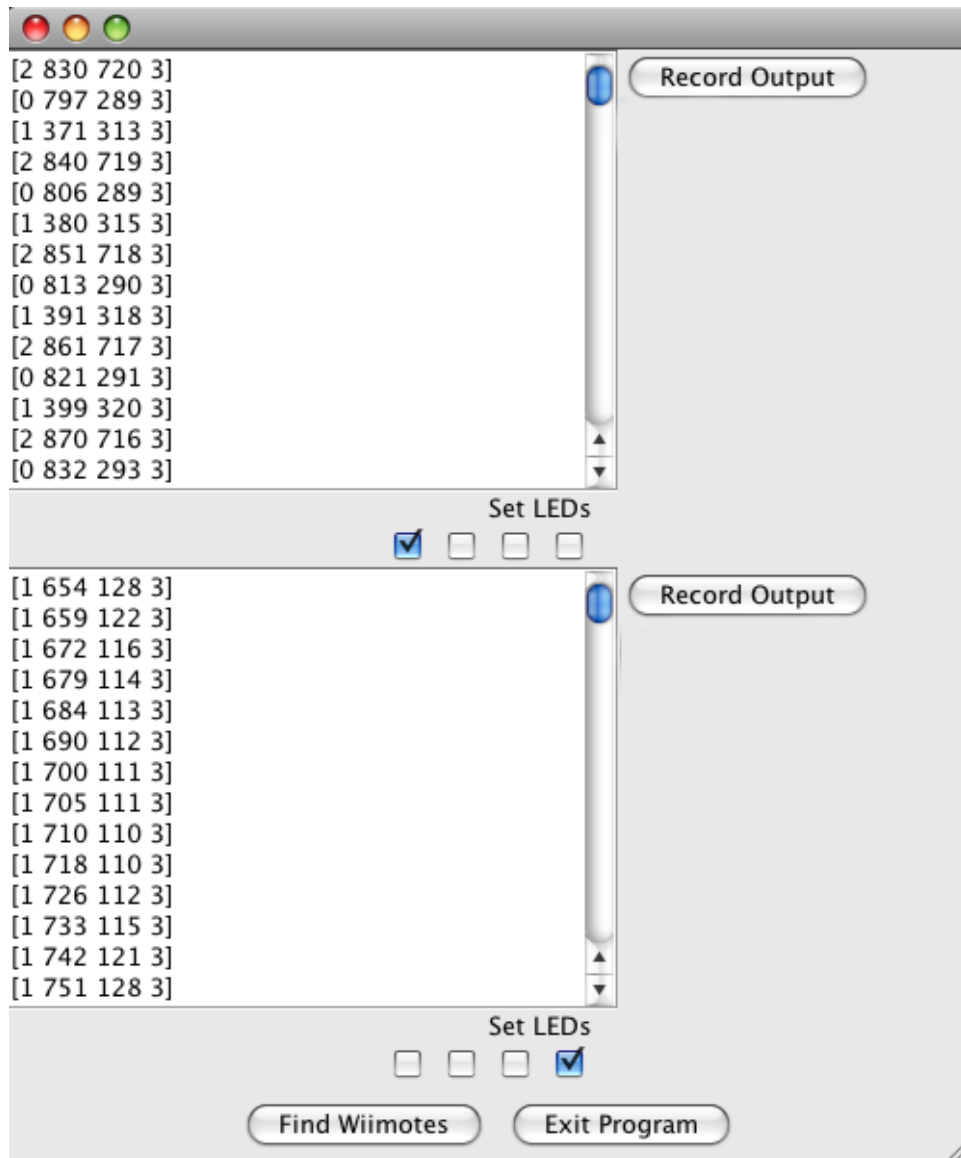 [2 830 720 3]
[0 797 289 3]
[1 371 313 3]
[2 840 719 3]
[0 806 289 3]
[1 380 315 3]
[2 851 718 3]
[0 813 290 3]
[1 391 318 3]
[2 861 717 3]
[0 821 291 3]
[1 399 320 3]
[2 870 716 3]
[0 832 293 3]
Record Output
Set LEDs
[1 654 128 3]
[1 659 122 3]
[1 672 116 3]
[1 679 114 3]
[1 684 113 3]
[1 690 112 3]
[1 700 111 3]
[1 705 111 3]
[1 710 110 3]
[1 718 110 3]
[1 726 112 3]
[1 733 115 3]
[1 742 121 3]
[1 751 128 3]
Record Output
Set LEDs
Find Wiimotes
Exit Program